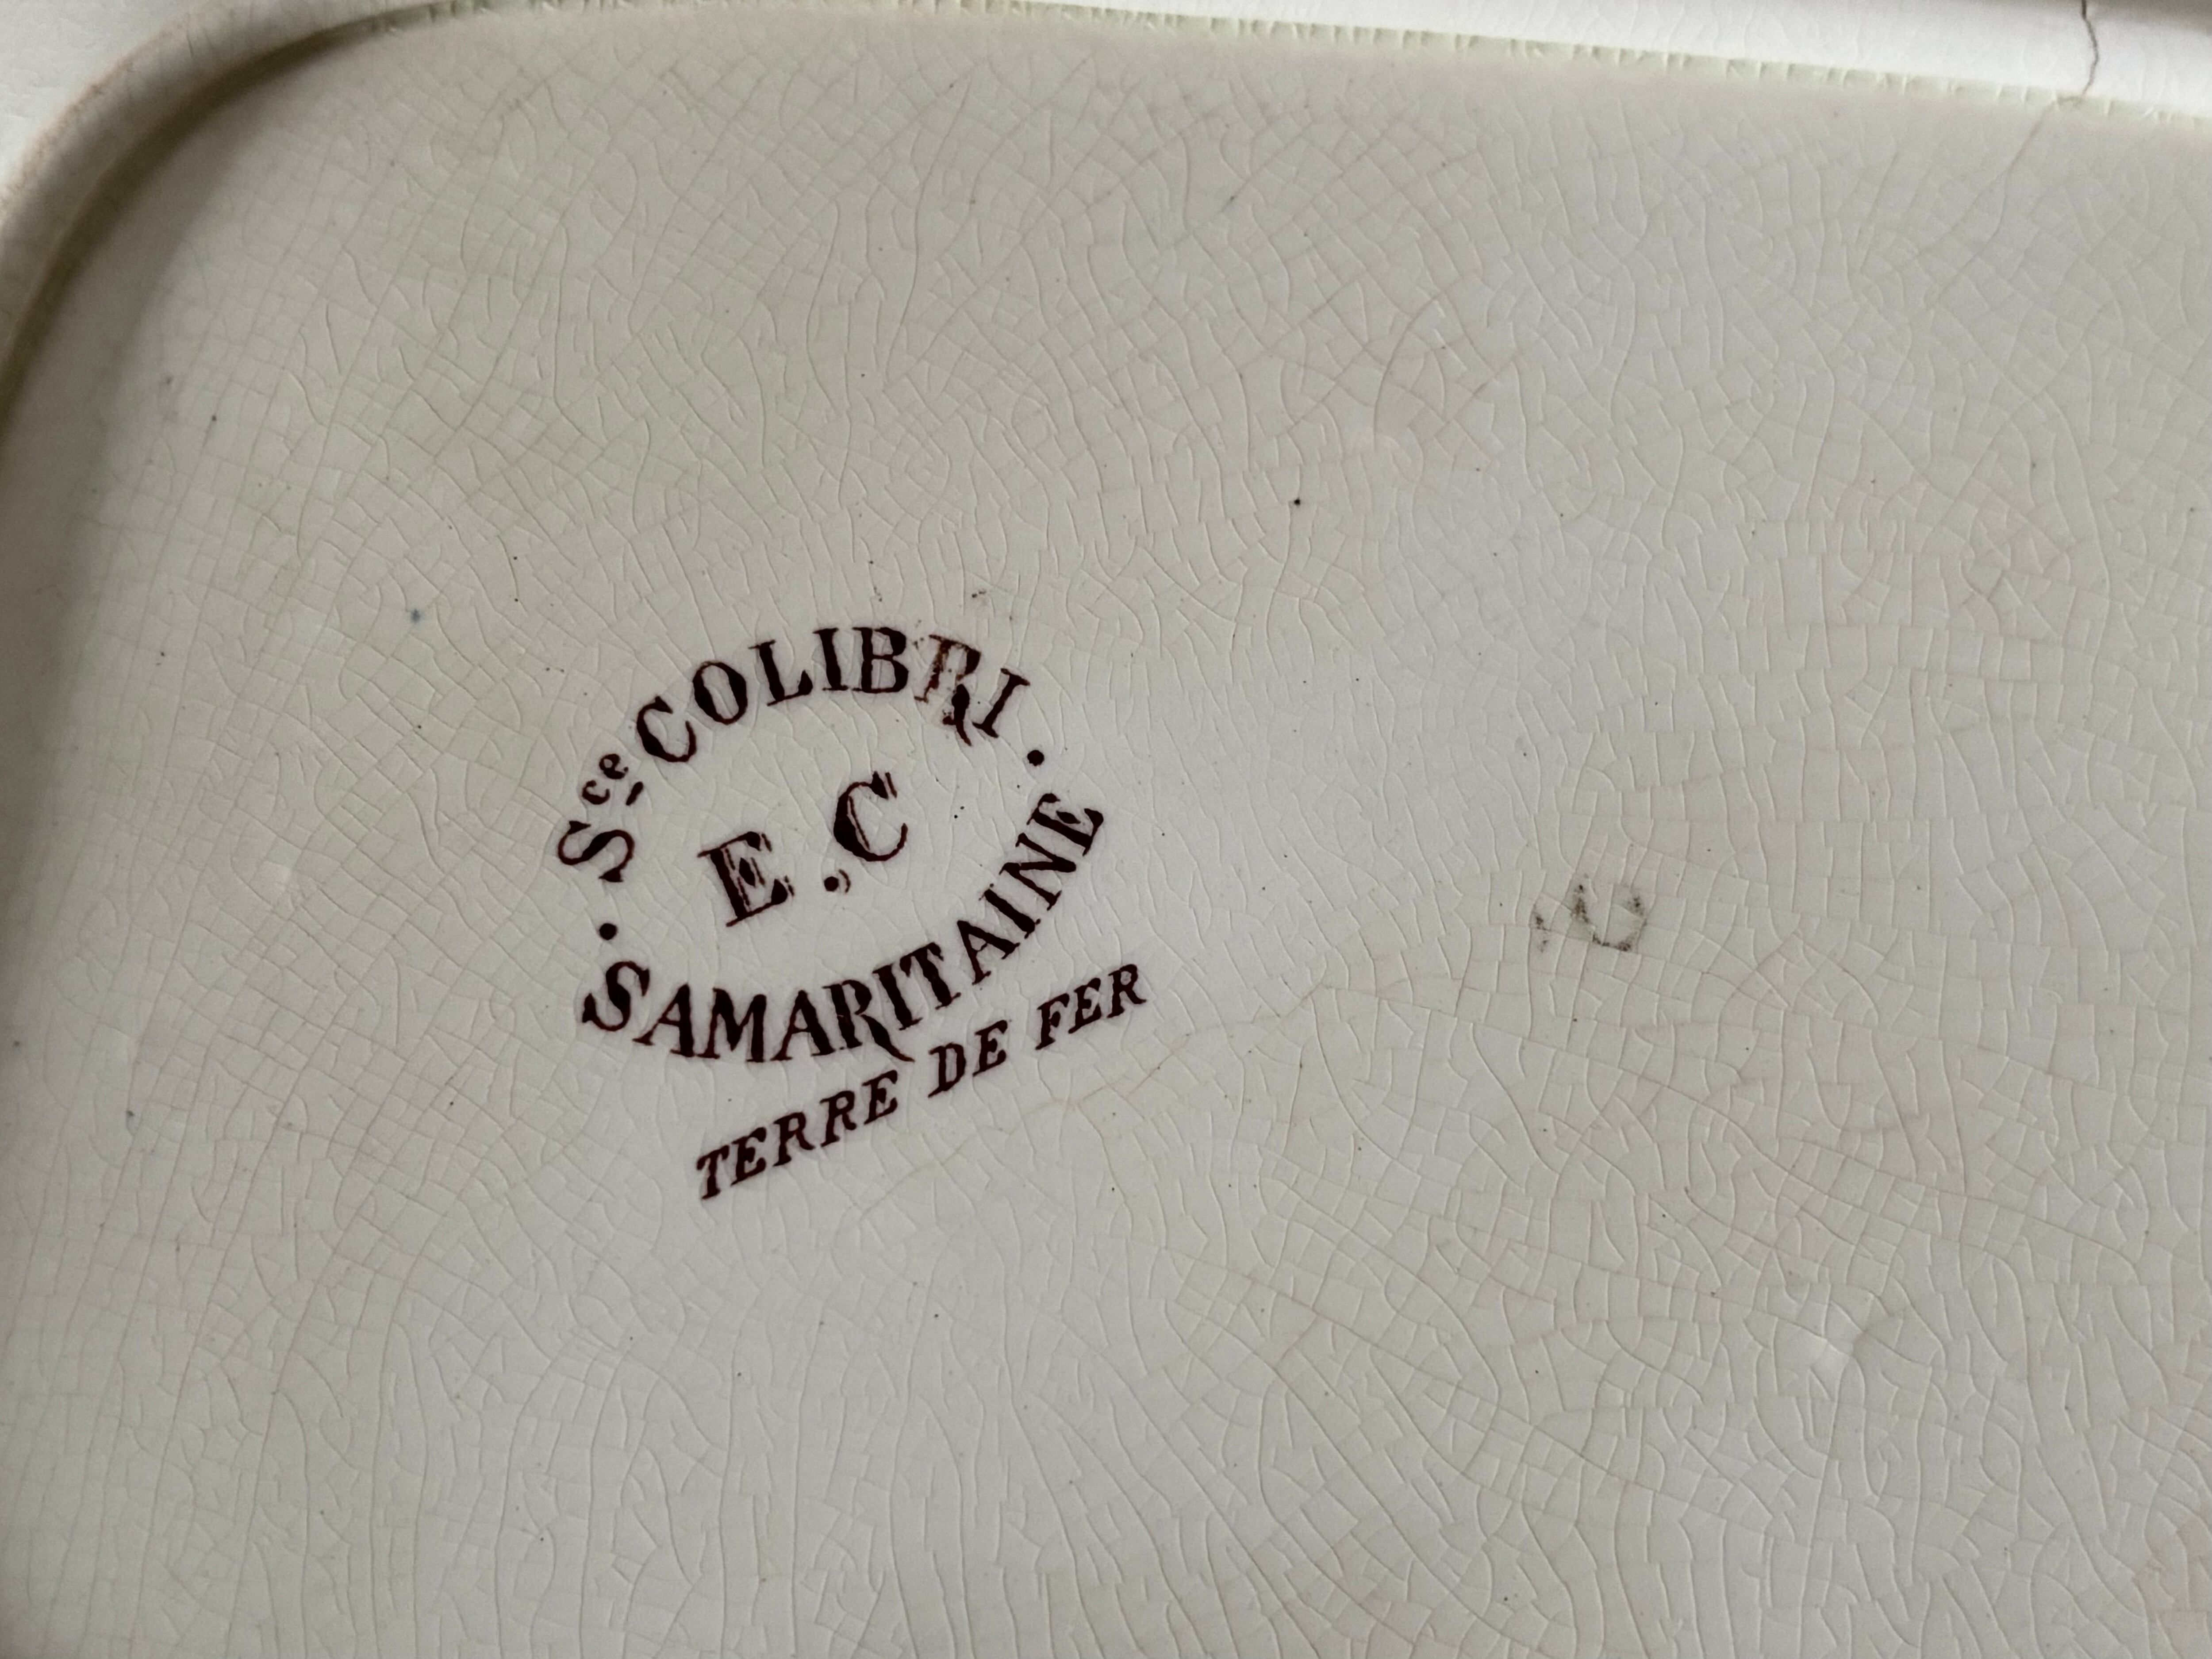 Sce COLIBRI
E.C
SAMARITAINE
TERRE DE FER